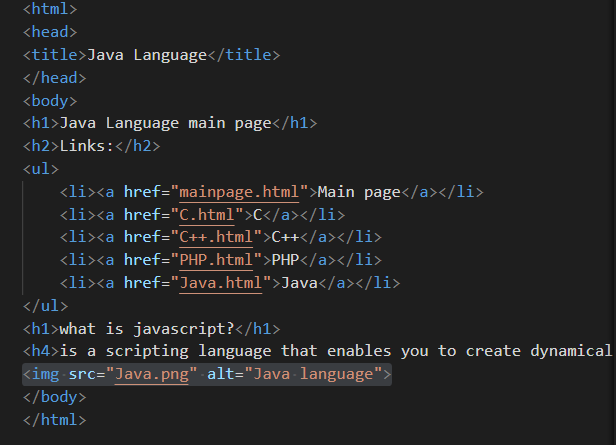 <html>
<head>
<title>Java Language</title>
</head>
<body>
<h1>Java Language main page</h1>
<h2>Links:</h2>
<ul>
    <li><a href="mainpage.html">Main page</a></li>
    <li><a href="C.html">C</a></li>
    <li><a href="C++.html">C++</a></li>
    <li><a href="PHP.html">PHP</a></li>
    <li><a href="Java.html">Java</a></li>
</ul>
<h1>what is javascript?</h1>
<h4>is a scripting language that enables you to create dynamical
<img src="Java.png" alt="Java language">
</body>
</html>